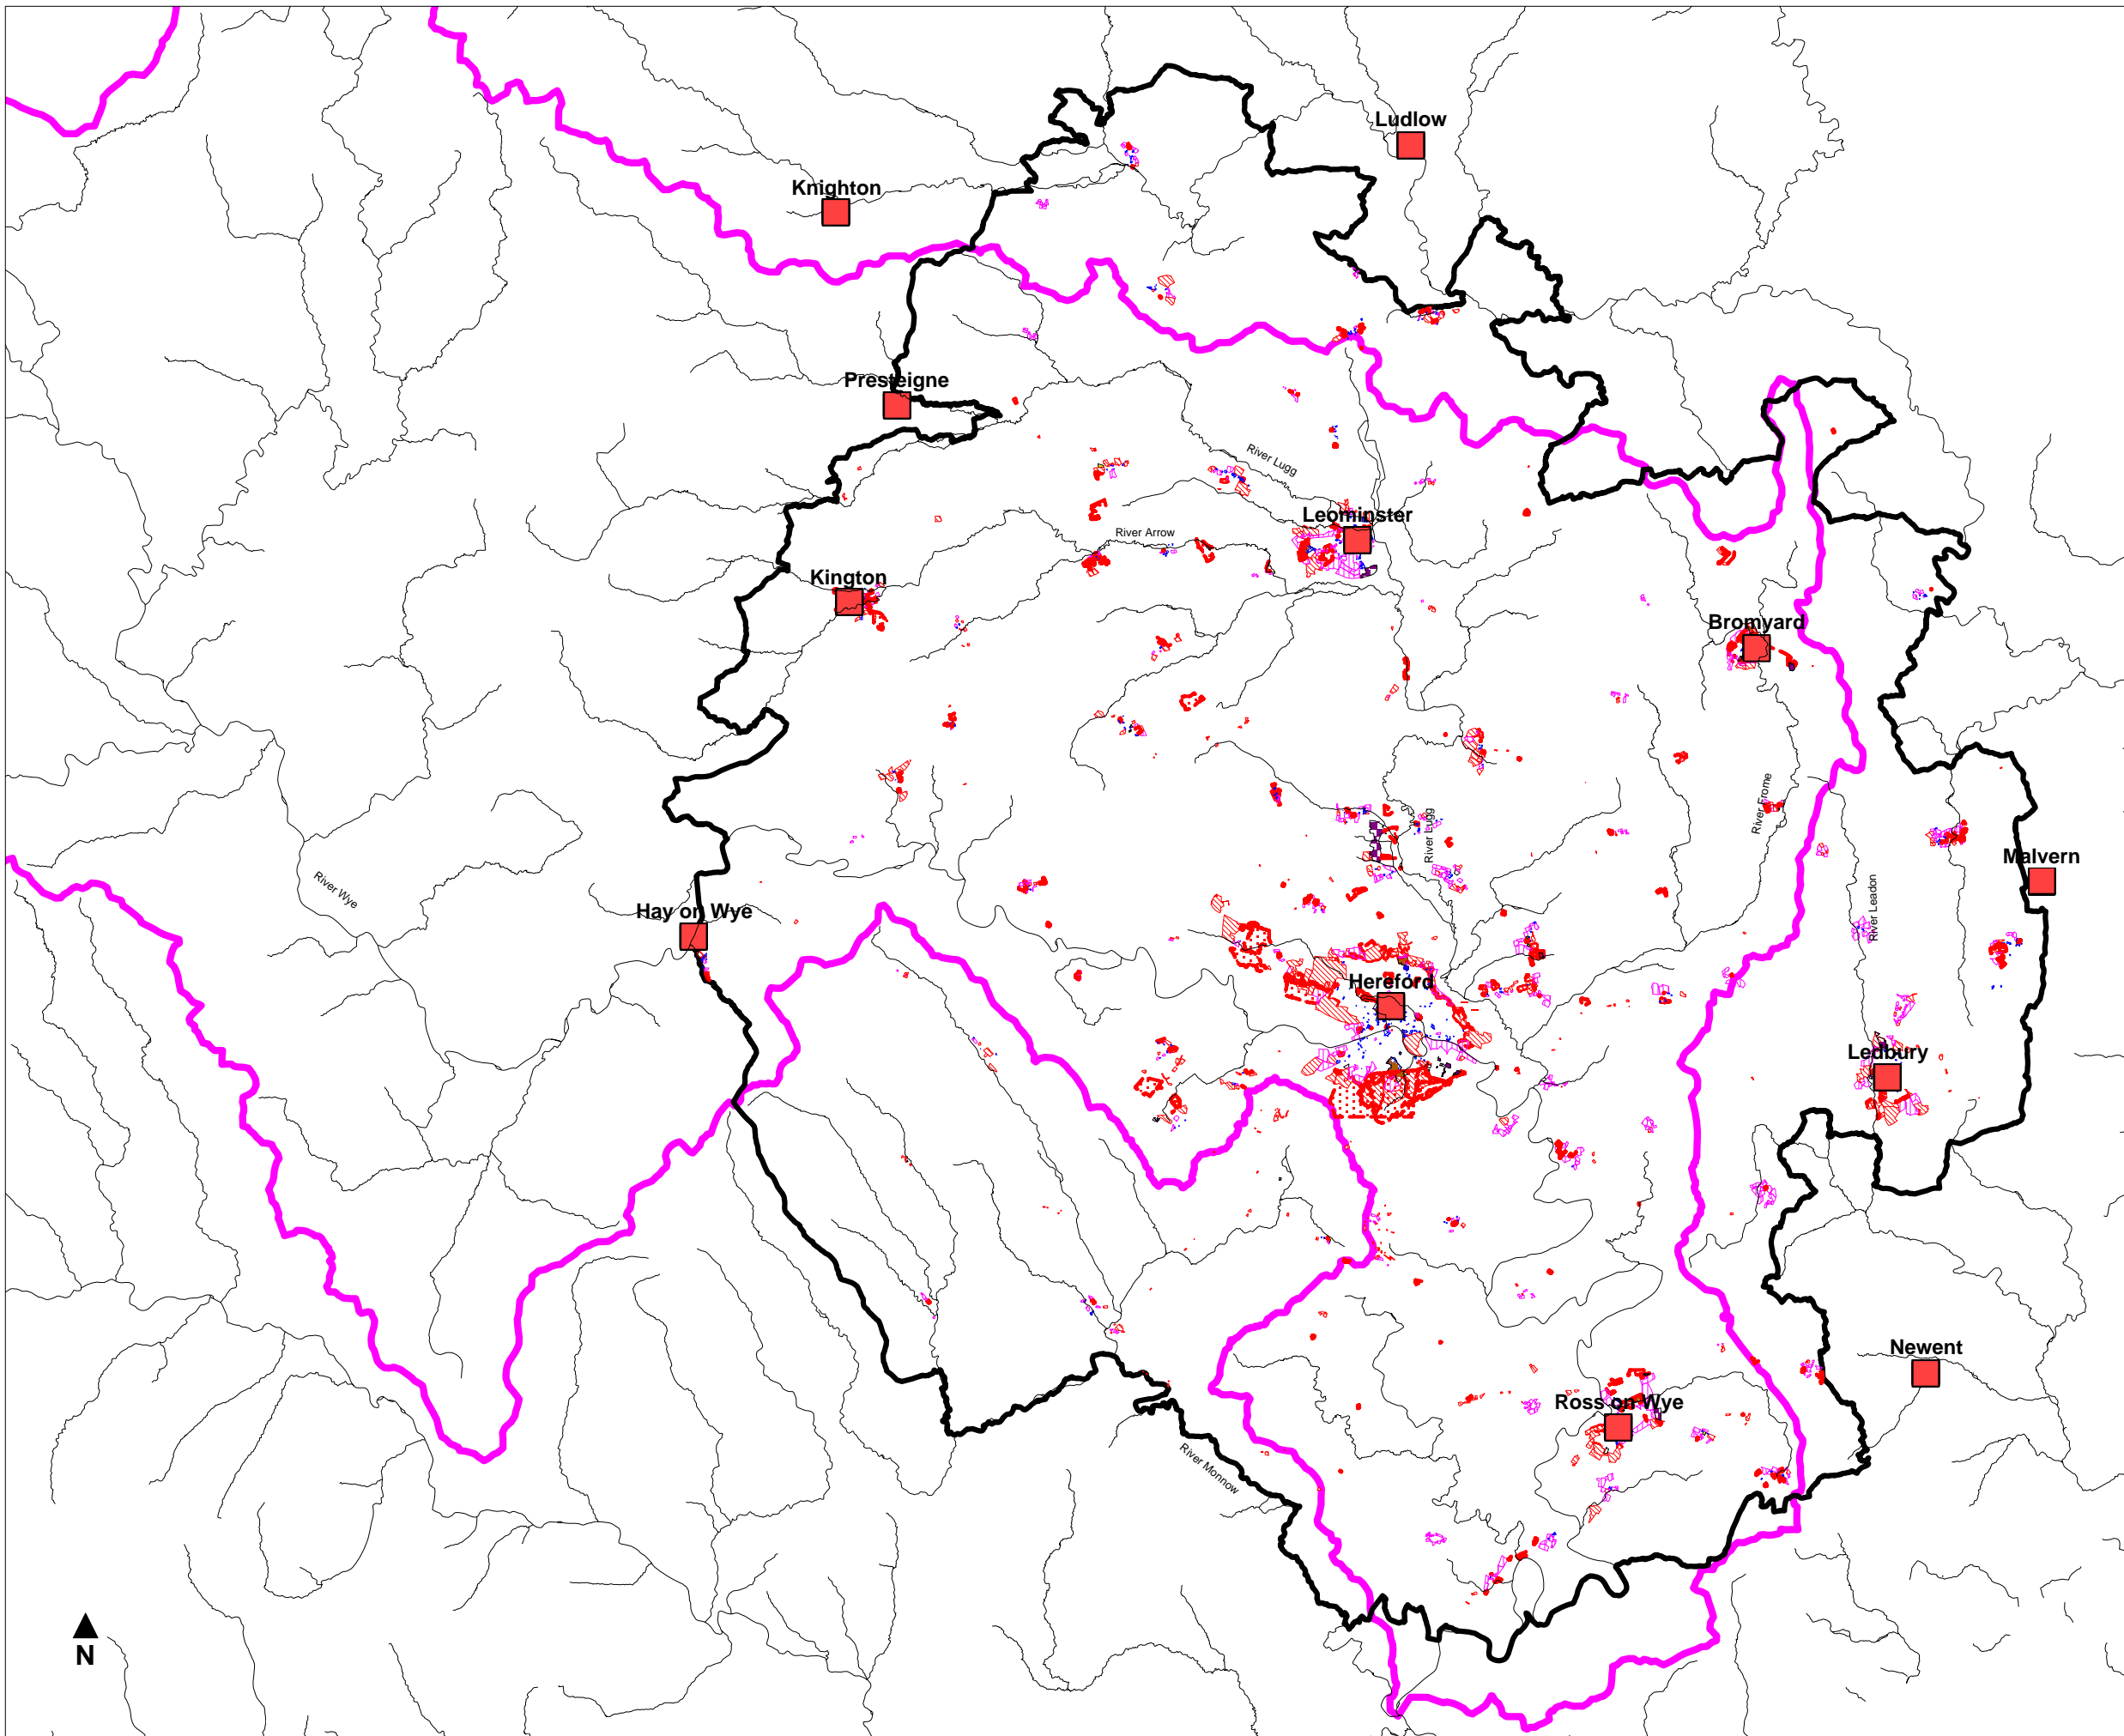 Ludlow
Knighton
Presteigne
River Lugg
Leominster
River Arrow
Kington
Bromyard
River Frome
River Lugg
Malvern
River Wye
Hay on Wye
River Leadon
Hereford
Ledbury
Newent
Ross on Wye
River Monnow
N